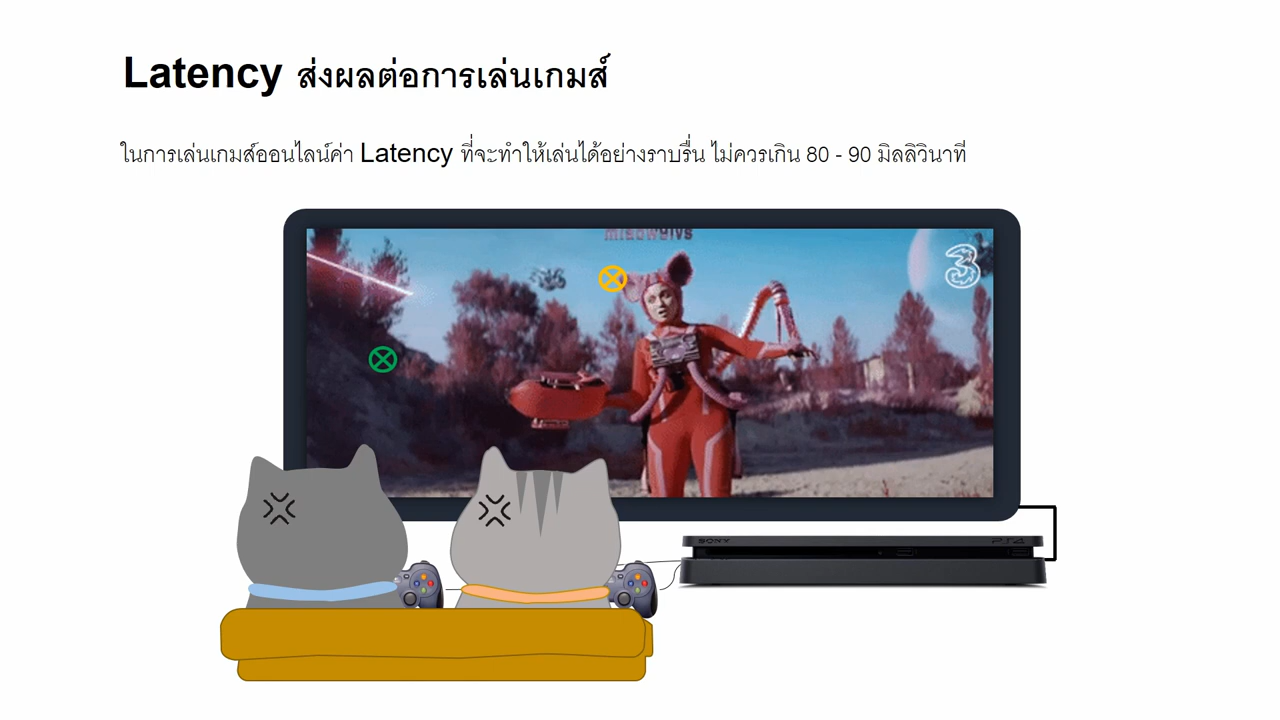 Latency ส่งผลต่อการเล่นเกมส์
ในการเล่นเกมส์ออนไลน์ค่า Latency ที่จะทำให้เล่นได้อย่างราบรื่น ไม่ควรเกิน 80 - 90 มิลลิวินาที
3
SONY
PS4